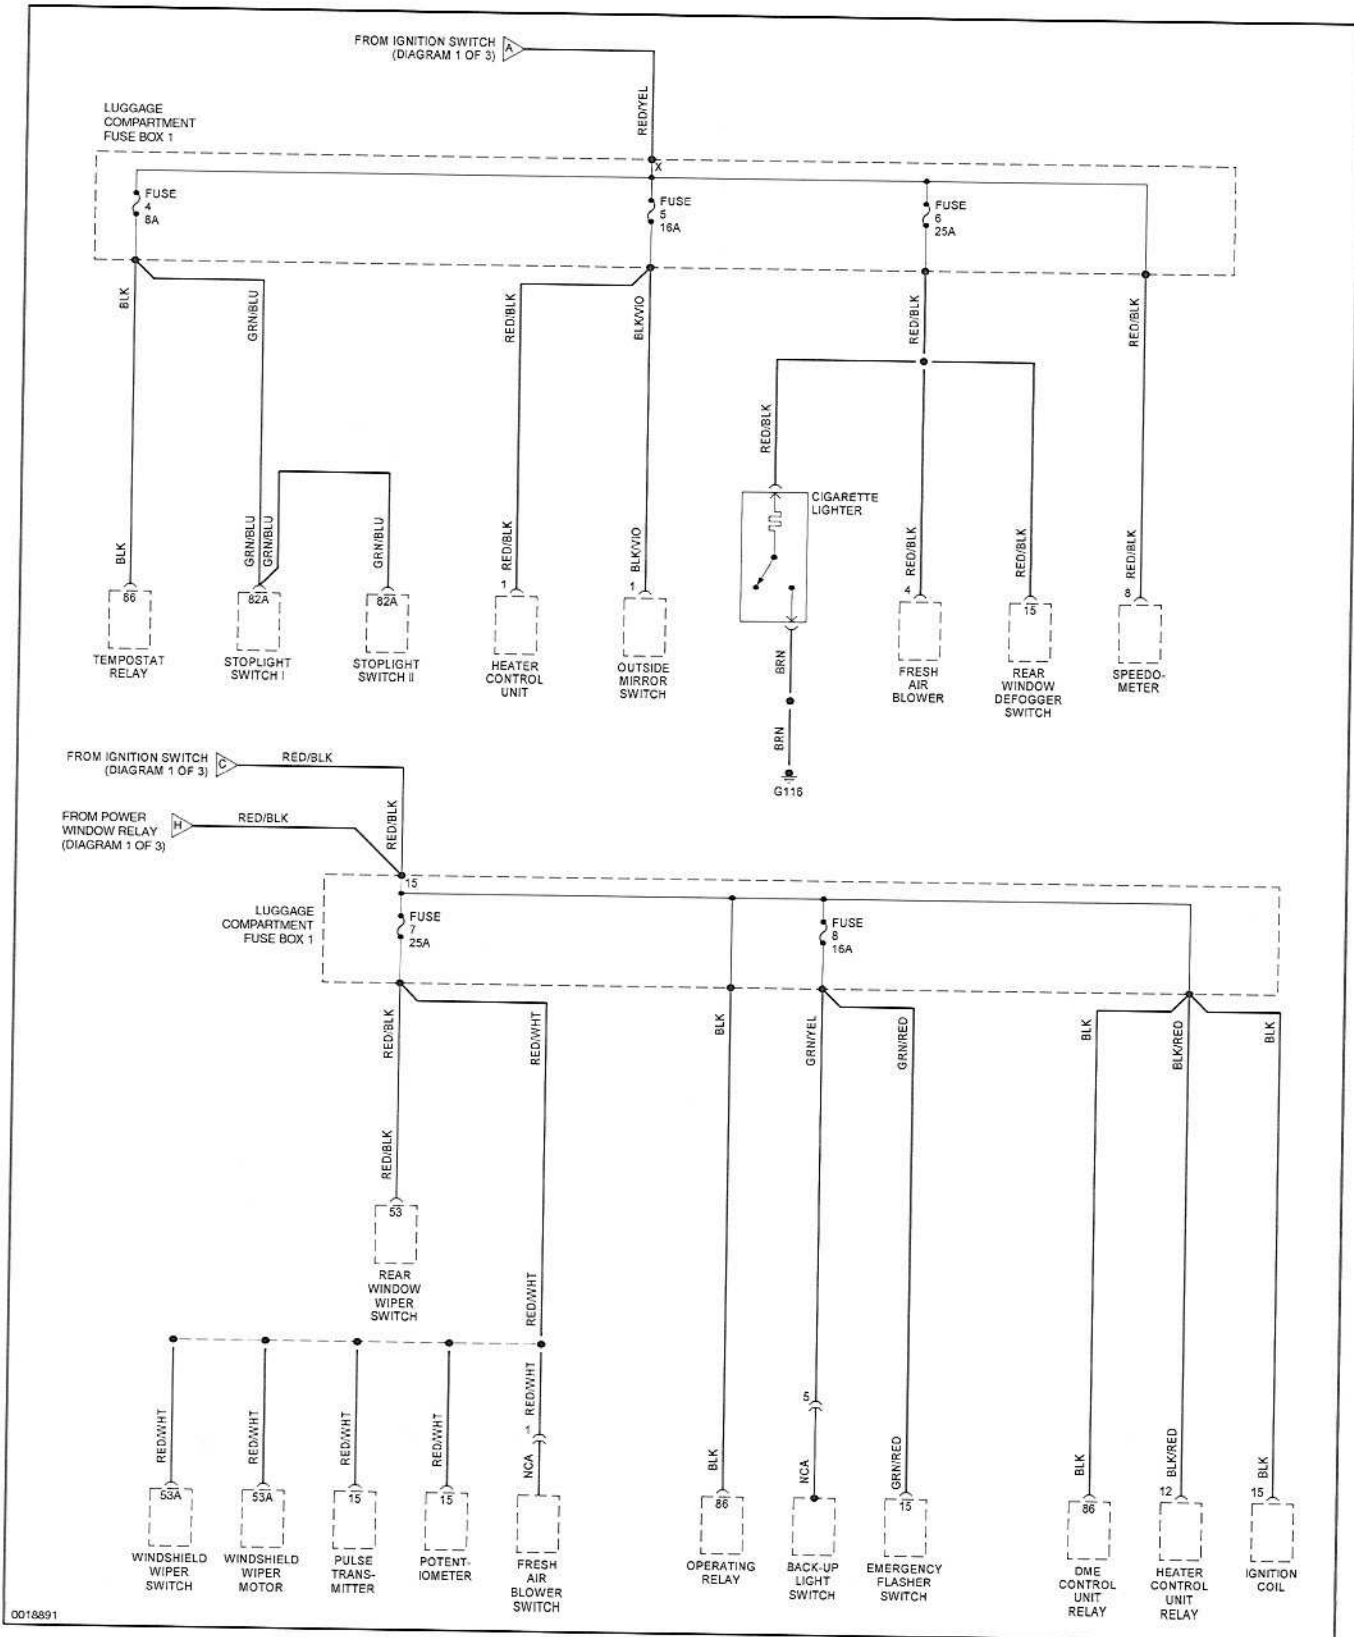 FROM IGNITION SWITCH
(DIAGRAM 1 OF 3)
A
RED/YEL
LUGGAGE
COMPARTMENT
FUSE BOX 1
X
FUSE
4
8A
FUSE
5
16A
FUSE
6
25A
BLK
GRN/BLU
RED/BLK
BLK/VIO
RED/BLK
RED/BLK
RED/BLK
CIGARETTE
LIGHTER
BLK
GRN/BLU
GRN/BLU
GRN/BLU
RED/BLK
BLK/VIO
RED/BLK
RED/BLK
RED/BLK
86
82A
82A
1
1
4
15
8
TEMPOSTAT
RELAY
STOPLIGHT
SWITCH I
STOPLIGHT
SWITCH II
HEATER
CONTROL
UNIT
OUTSIDE
MIRROR
SWITCH
BRN
BRN
G116
FRESH
AIR
BLOWER
REAR
WINDOW
DEFOGGER
SWITCH
SPEEDO-
METER
FROM IGNITION SWITCH
(DIAGRAM 1 OF 3)
C
RED/BLK
RED/BLK
FROM POWER
WINDOW RELAY
(DIAGRAM 1 OF 3)
H
RED/BLK
15
LUGGAGE
COMPARTMENT
FUSE BOX 1
FUSE
7
25A
FUSE
8
16A
RED/BLK
RED/WHT
BLK
GRN/YEL
GRN/RED
BLK
BLK/RED
BLK
RED/BLK
53
REAR
WINDOW
WIPER
SWITCH
RED/WHT
RED/WHT
RED/WHT
RED/WHT
RED/WHT
RED/WHT
1
NCA
5
NCA
BLK
GRN/RED
BLK
BLK/RED
BLK
53A
53A
15
15
86
15
86
12
15
WINDSHIELD
WIPER
SWITCH
WINDSHIELD
WIPER
MOTOR
PULSE
TRANS-
MITTER
POTENT-
IOMETER
FRESH
AIR
BLOWER
SWITCH
OPERATING
RELAY
BACK-UP
LIGHT
SWITCH
EMERGENCY
FLASHER
SWITCH
DME
CONTROL
UNIT
RELAY
HEATER
CONTROL
UNIT
RELAY
IGNITION
COIL
0018891